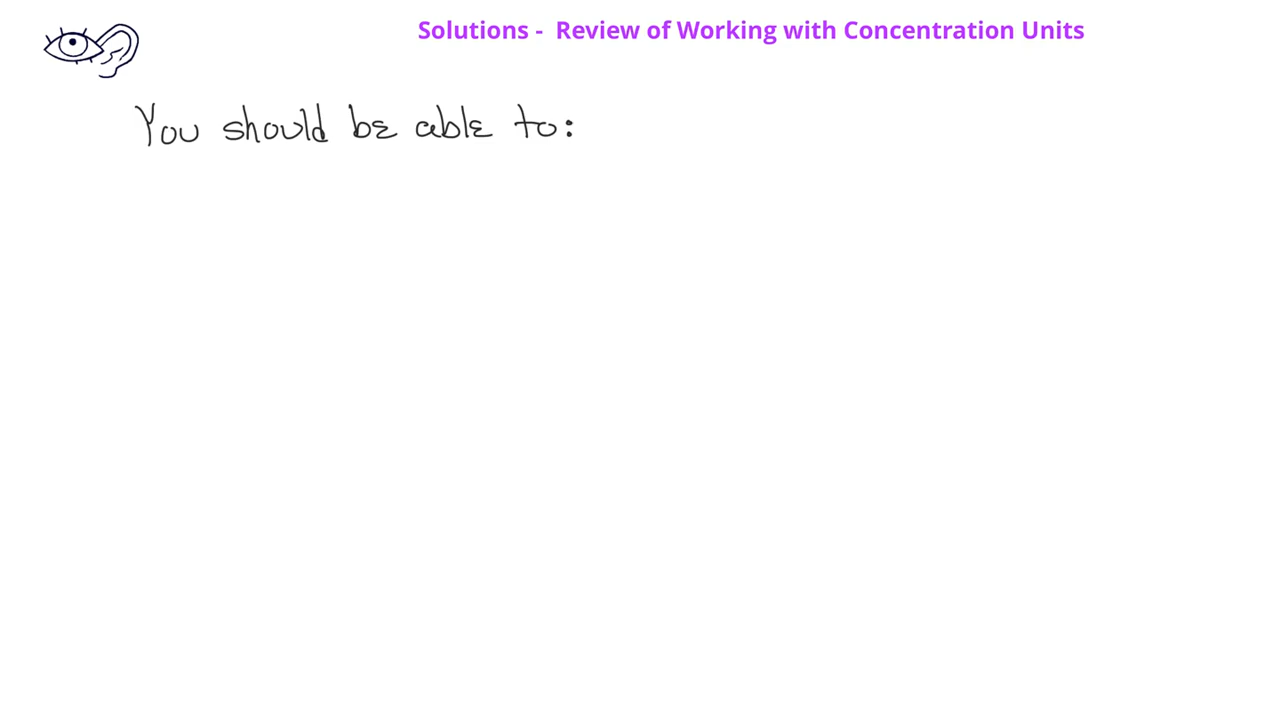 Solutions - Review of Working with Concentration Units
You should be able to: